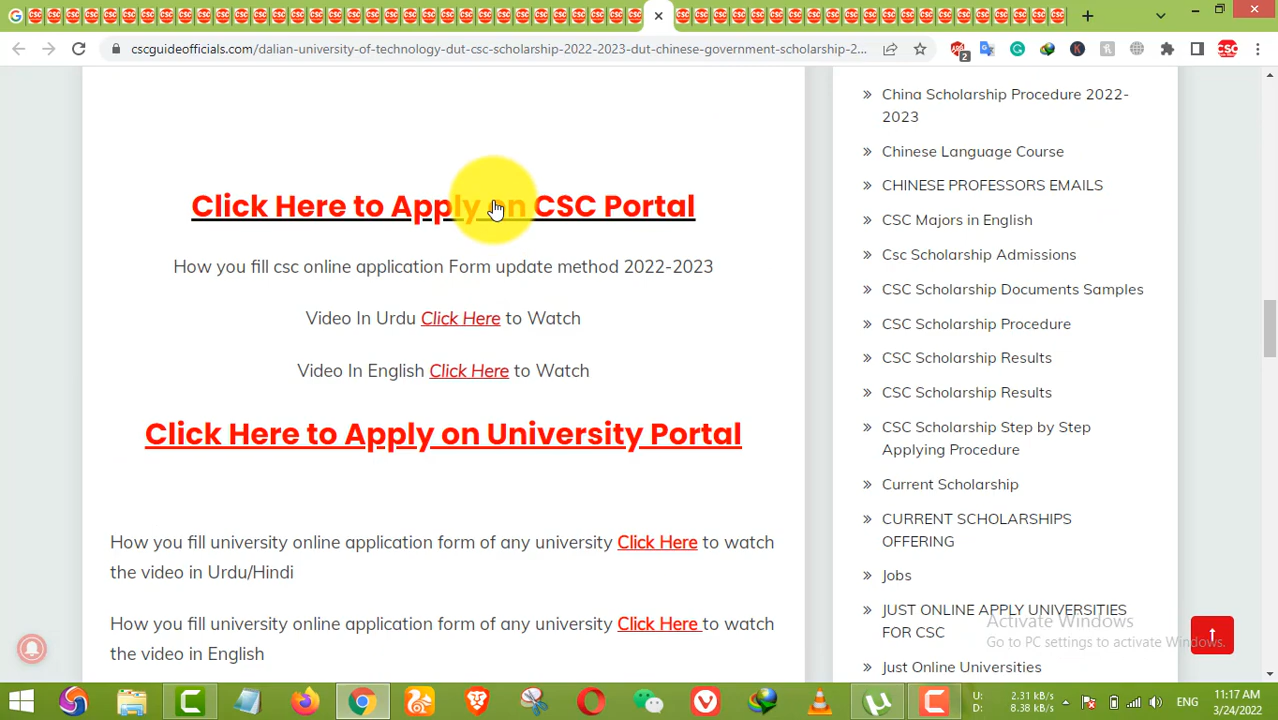 cscguideofficials.com/dalian-university-of-technology-dut-csc-scholarship-2022-2023-dut-chinese-government-scholarship-2...
2
CSC
Click Here to Apply on CSC Portal
How you fill csc online application Form update method 2022-2023
Video In Urdu Click Here to Watch
Video In English Click Here to Watch
Click Here to Apply on University Portal
How you fill university online application form of any university Click Here to watch
the video in Urdu/Hindi
How you fill university online application form of any university Click Here to watch
the video in English
China Scholarship Procedure 2022-
2023
Chinese Language Course
CHINESE PROFESSORS EMAILS
CSC Majors in English
Csc Scholarship Admissions
CSC Scholarship Documents Samples
CSC Scholarship Procedure
CSC Scholarship Results
CSC Scholarship Results
CSC Scholarship Step by Step
Applying Procedure
Current Scholarship
CURRENT SCHOLARSHIPS
OFFERING
Jobs
JUST ONLINE APPLY UNIVERSITIES
FOR CSC
Just Online Universities
Activate Windows
Go to PC settings to activate Windows.
U: 2.31 kB/s
D: 8.38 kB/s
ENG
11:17 AM
3/24/2022